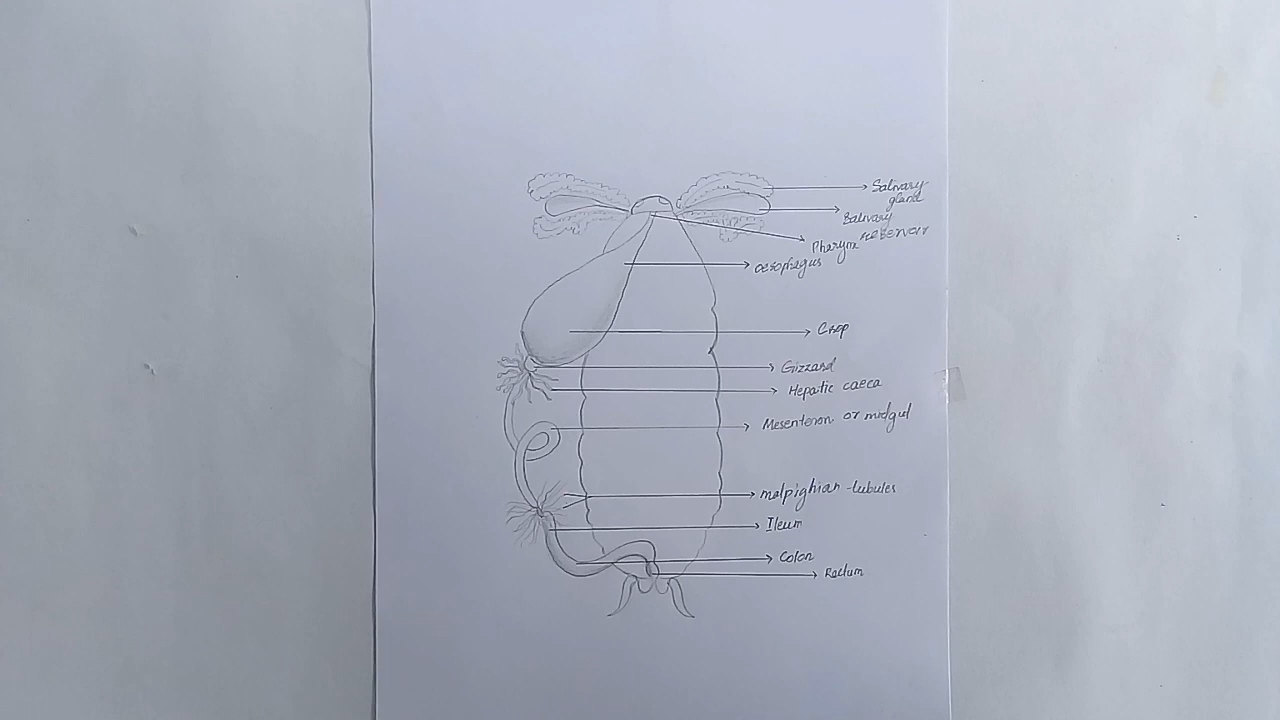 Salivary
gland
Salivary
reservoir
Pharynx
oesophagus
Crop
Gizzard
Hepatic caeca
Mesenteron or midgut
malpighian tubules
Ileum
Colon
Rectum